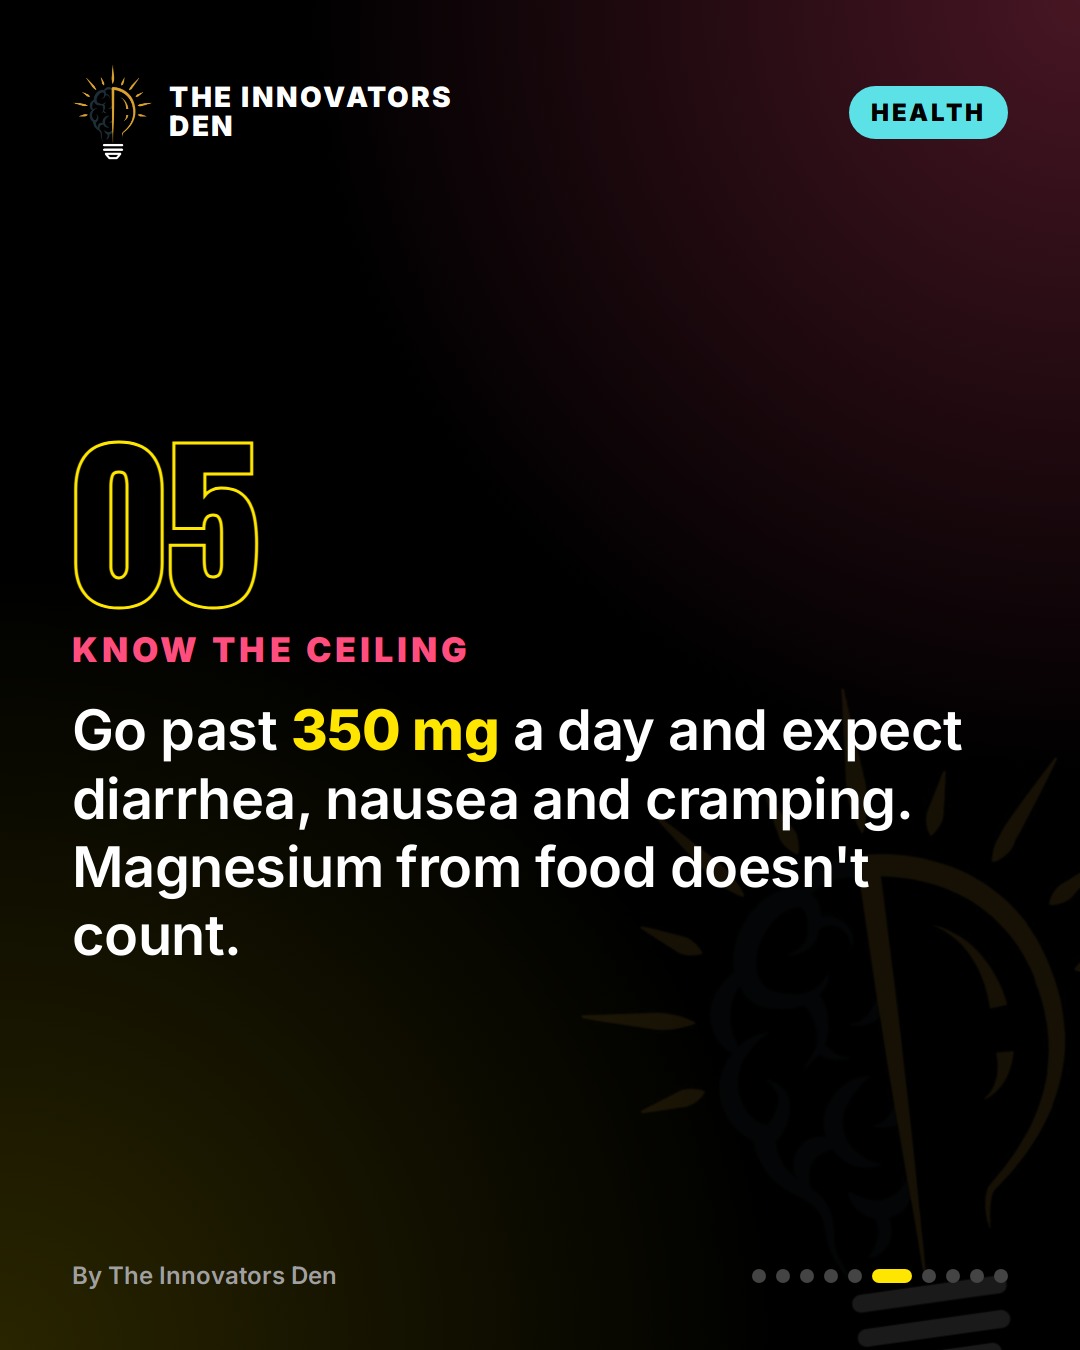 THE INNOVATORS
DEN
HEALTH
05
KNOW THE CEILING
Go past 350 mg a day and expect
diarrhea, nausea and cramping.
Magnesium from food doesn't
count.
By The Innovators Den